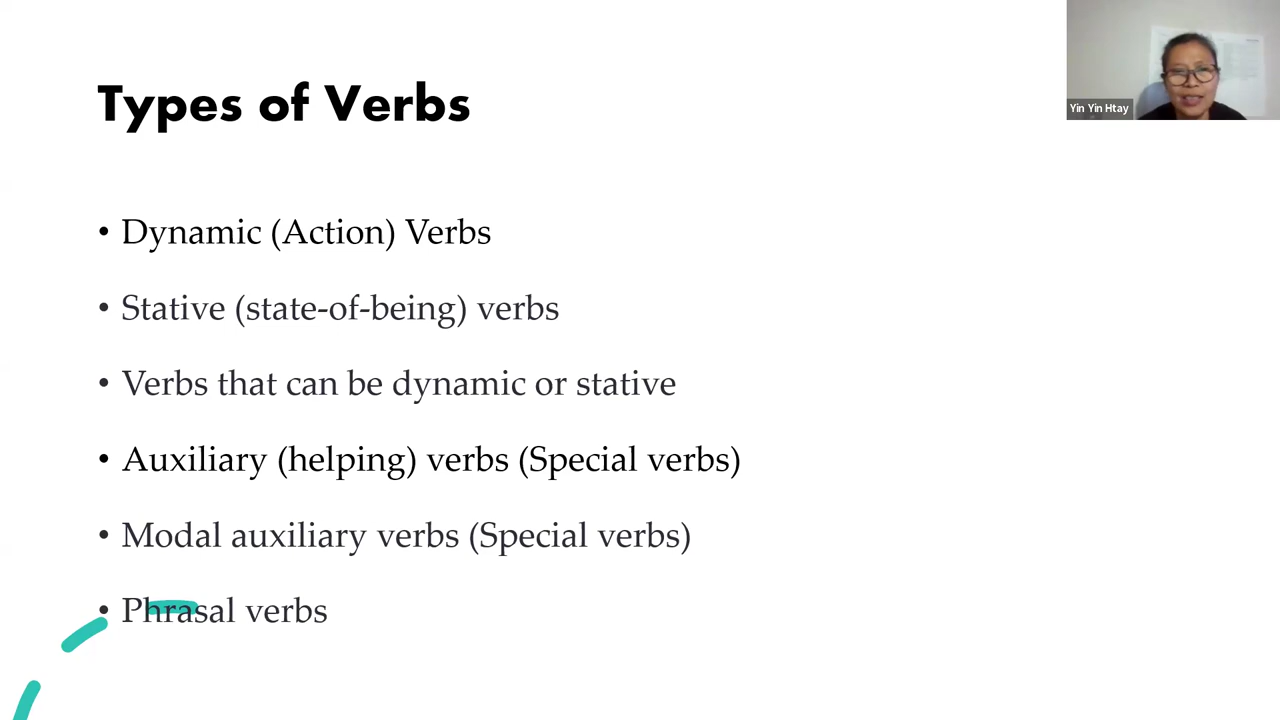 Types of Verbs
Yin Yin Htay
• Dynamic (Action) Verbs
• Stative (state-of-being) verbs
• Verbs that can be dynamic or stative
• Auxiliary (helping) verbs (Special verbs)
• Modal auxiliary verbs (Special verbs)
• Phrasal verbs